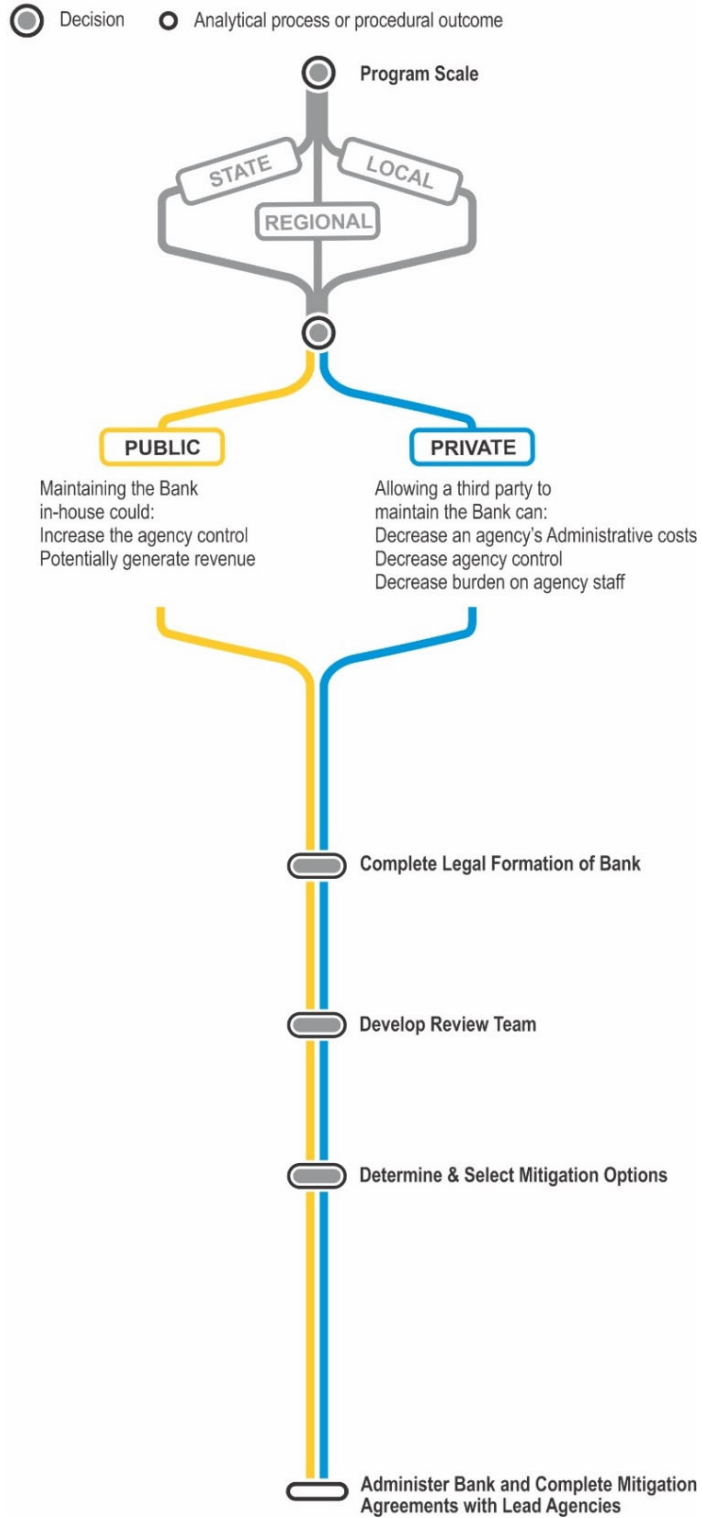 Decision
Analytical process or procedural outcome
Program Scale
STATE
LOCAL
REGIONAL
PUBLIC
Maintaining the Bank
in-house could:
Increase the agency control
Potentially generate revenue
PRIVATE
Allowing a third party to
maintain the Bank can:
Decrease an agency's Administrative costs
Decrease agency control
Decrease burden on agency staff
Complete Legal Formation of Bank
Develop Review Team
Determine & Select Mitigation Options
Administer Bank and Complete Mitigation
Agreements with Lead Agencies